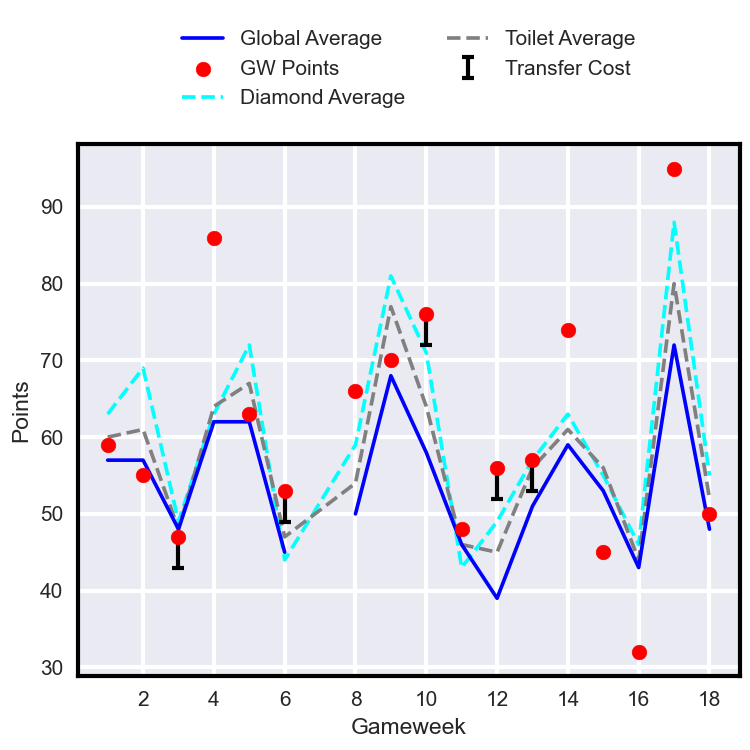 Global Average
GW Points
Diamond Average
Toilet Average
Transfer Cost
90
80
70
60
50
40
30
Points
2 4 6 8 10 12 14 16 18
Gameweek